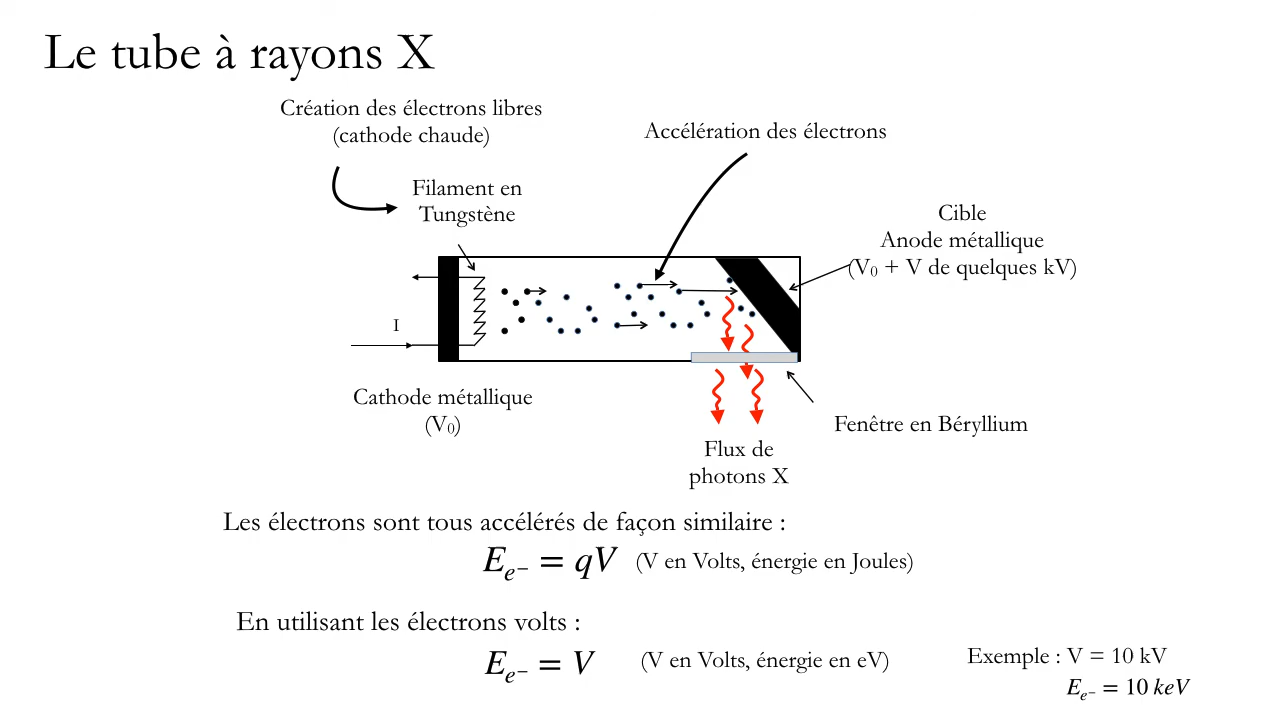 Le tube à rayons X
Création des électrons libres
(cathode chaude)
Accélération des électrons
Filament en
Tungstène
Cible
Anode métallique
(V₀ + V de quelques kV)
I
Cathode métallique
(V₀)
Fenêtre en Béryllium
Flux de
photons X
Les électrons sont tous accélérés de façon similaire :
Eₑ⁻ = qV (V en Volts, énergie en Joules)
En utilisant les électrons volts :
Eₑ⁻ = V (V en Volts, énergie en eV)
Exemple : V = 10 kV
Eₑ⁻ = 10 keV